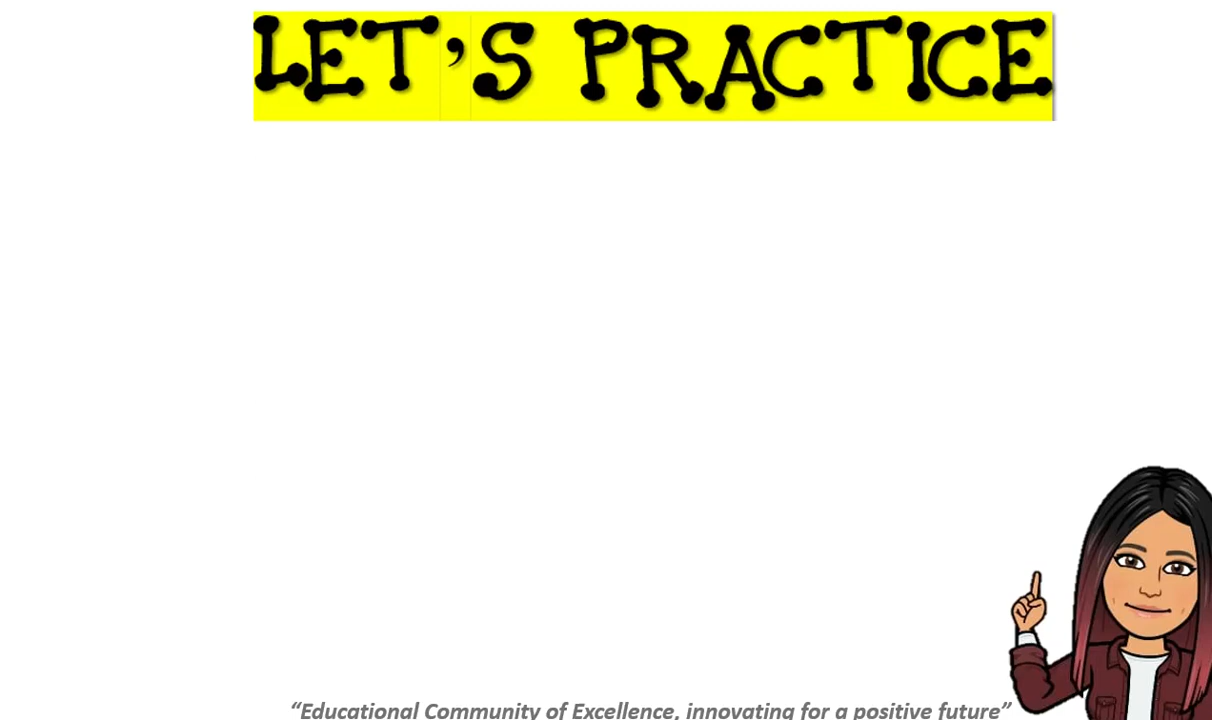 LET’S PRACTICE
“Educational Community of Excellence, innovating for a positive future”